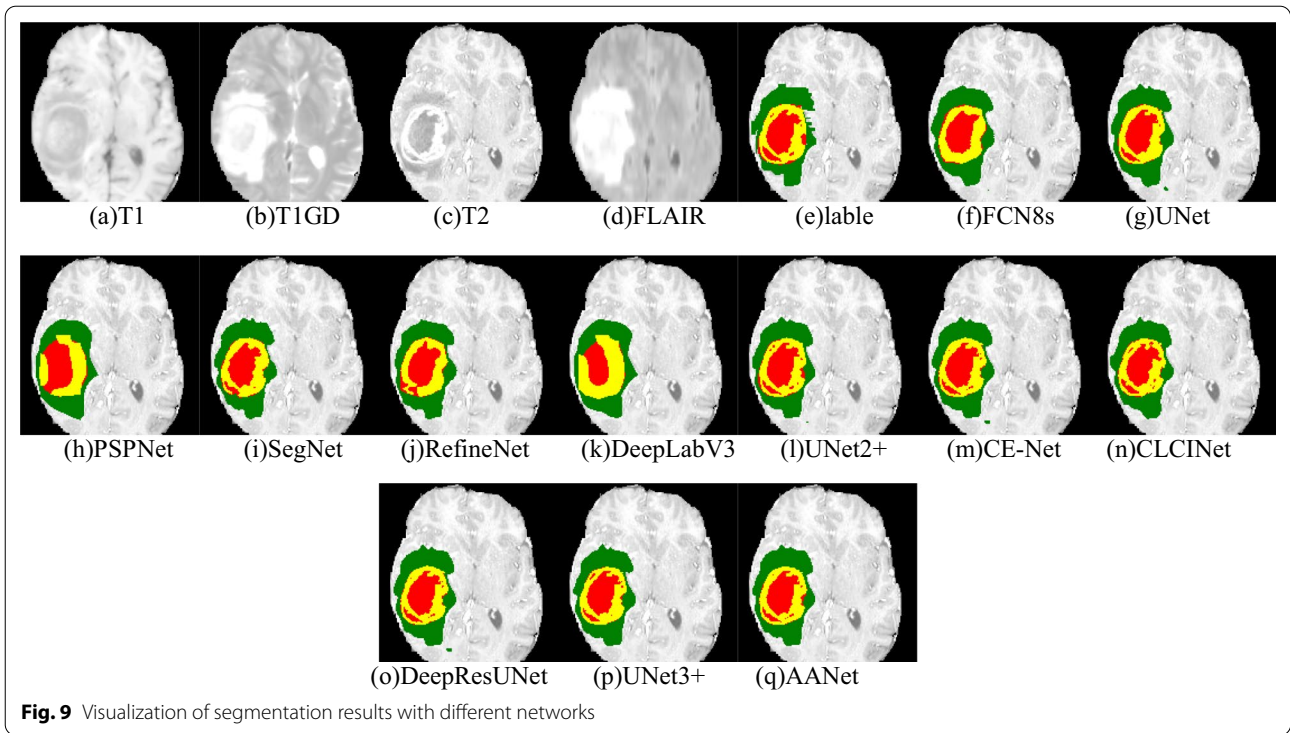 (a)T1 (b)T1GD (c)T2 (d)FLAIR (e)lable (f)FCN8s (g)UNet
(h)PSPNet (i)SegNet (j)RefineNet (k)DeepLabV3 (l)UNet2+ (m)CE-Net (n)CLCINet
(o)DeepResUNet (p)UNet3+ (q)AANet
Fig. 9 Visualization of segmentation results with different networks